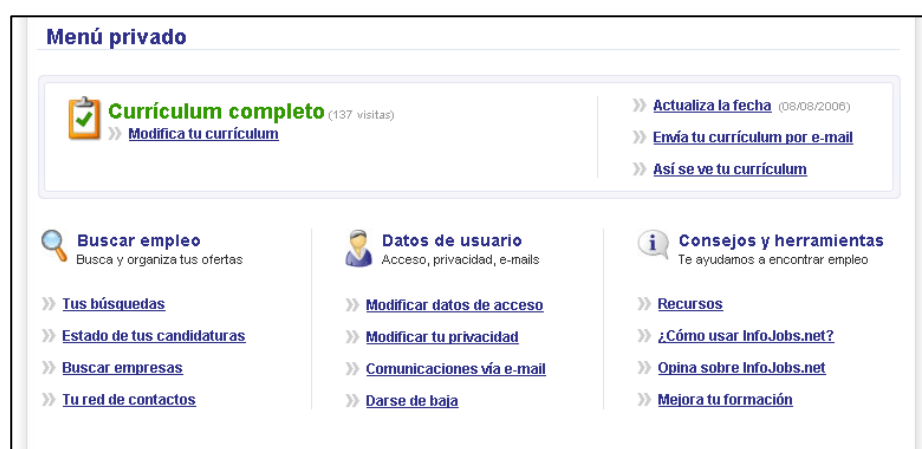 Menú privado
Currículum completo (137 visitas)
Modifica tu currículum
Actualiza la fecha (08/08/2006)
Envía tu currículum por e-mail
Así se ve tu currículum
Buscar empleo
Busca y organiza tus ofertas
Tus búsquedas
Estado de tus candidaturas
Buscar empresas
Tu red de contactos
Datos de usuario
Acceso, privacidad, e-mails
Modificar datos de acceso
Modificar tu privacidad
Comunicaciones vía e-mail
Darse de baja
Consejos y herramientas
Te ayudamos a encontrar empleo
Recursos
¿Cómo usar InfoJobs.net?
Opina sobre InfoJobs.net
Mejora tu formación